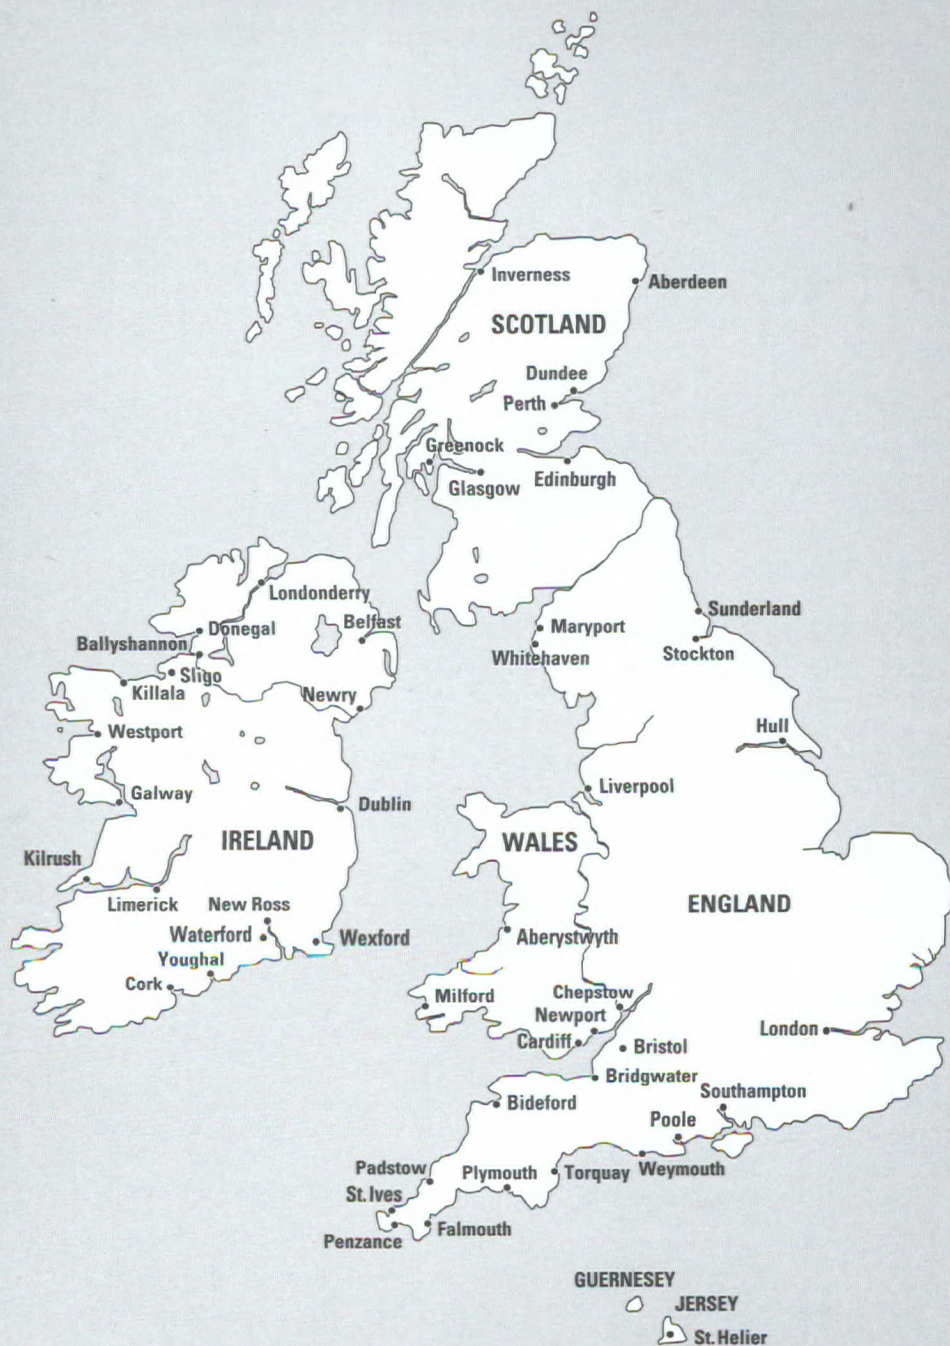 Inverness
Aberdeen
SCOTLAND
Dundee
Perth
Greenock
Edinburgh
Glasgow
Londonderry
Sunderland
Belfast
Donegal
Maryport
Ballyshannon
Stockton
Whitehaven
Sligo
Killala
Newry
Westport
Hull
Liverpool
Galway
Dublin
IRELAND
WALES
Kilrush
Limerick
New Ross
ENGLAND
Waterford
Wexford
Aberystwyth
Youghal
Cork
Milford
Chepstow
Newport
London
Cardiff
Bristol
Bridgwater
Southampton
Bideford
Poole
Padstow
Plymouth
Torquay
Weymouth
St. Ives
Falmouth
Penzance
GUERNESEY
JERSEY
St. Helier